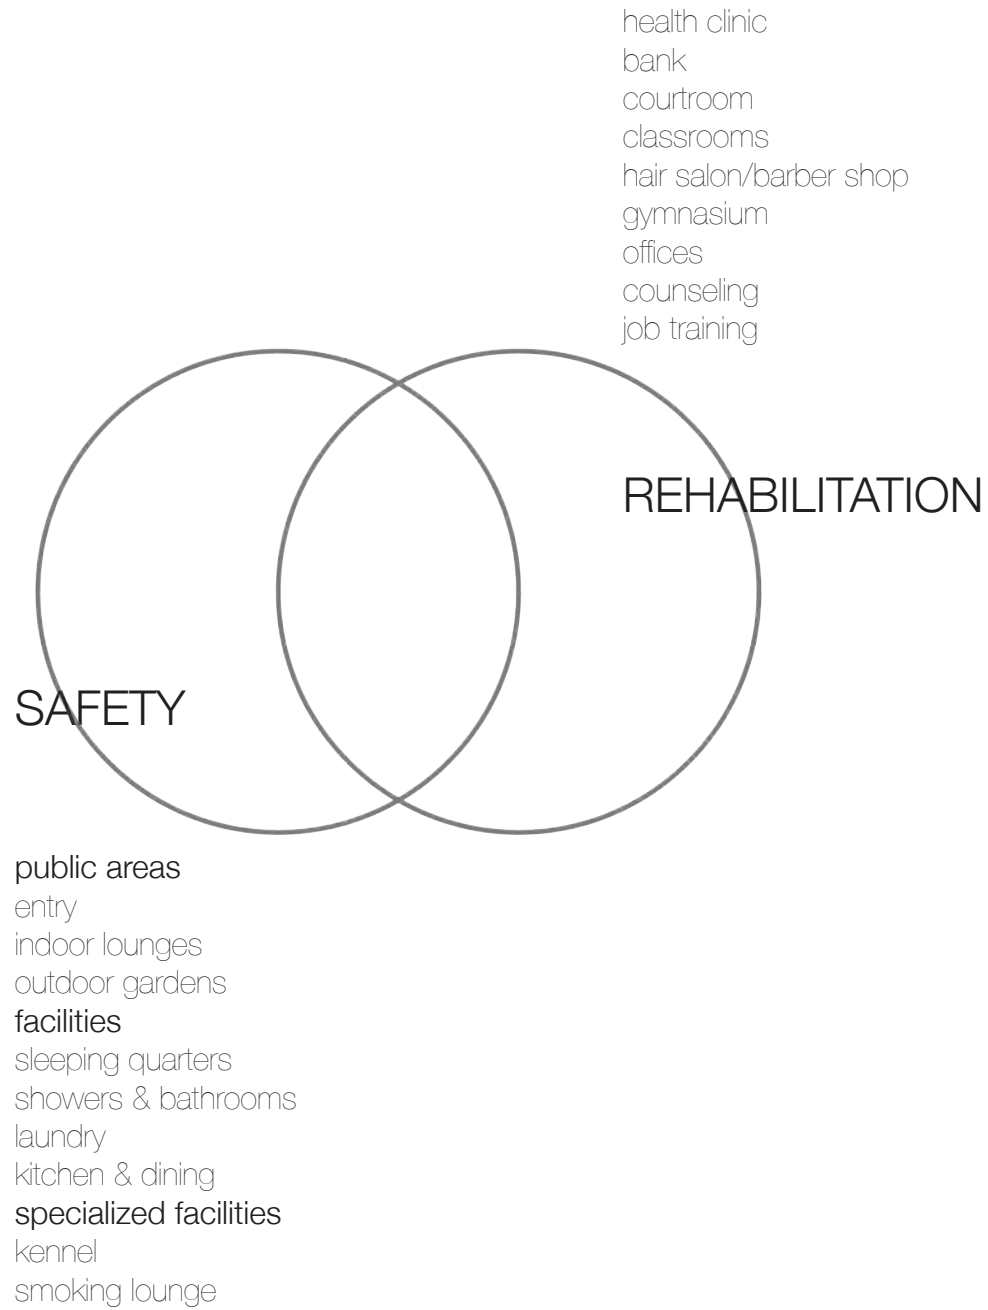 health clinic
bank
courtroom
classrooms
hair salon/barber shop
gymnasium
offices
counseling
job training
REHABILITATION
SAFETY
public areas
entry
indoor lounges
outdoor gardens
facilities
sleeping quarters
showers & bathrooms
laundry
kitchen & dining
specialized facilities
kennel
smoking lounge